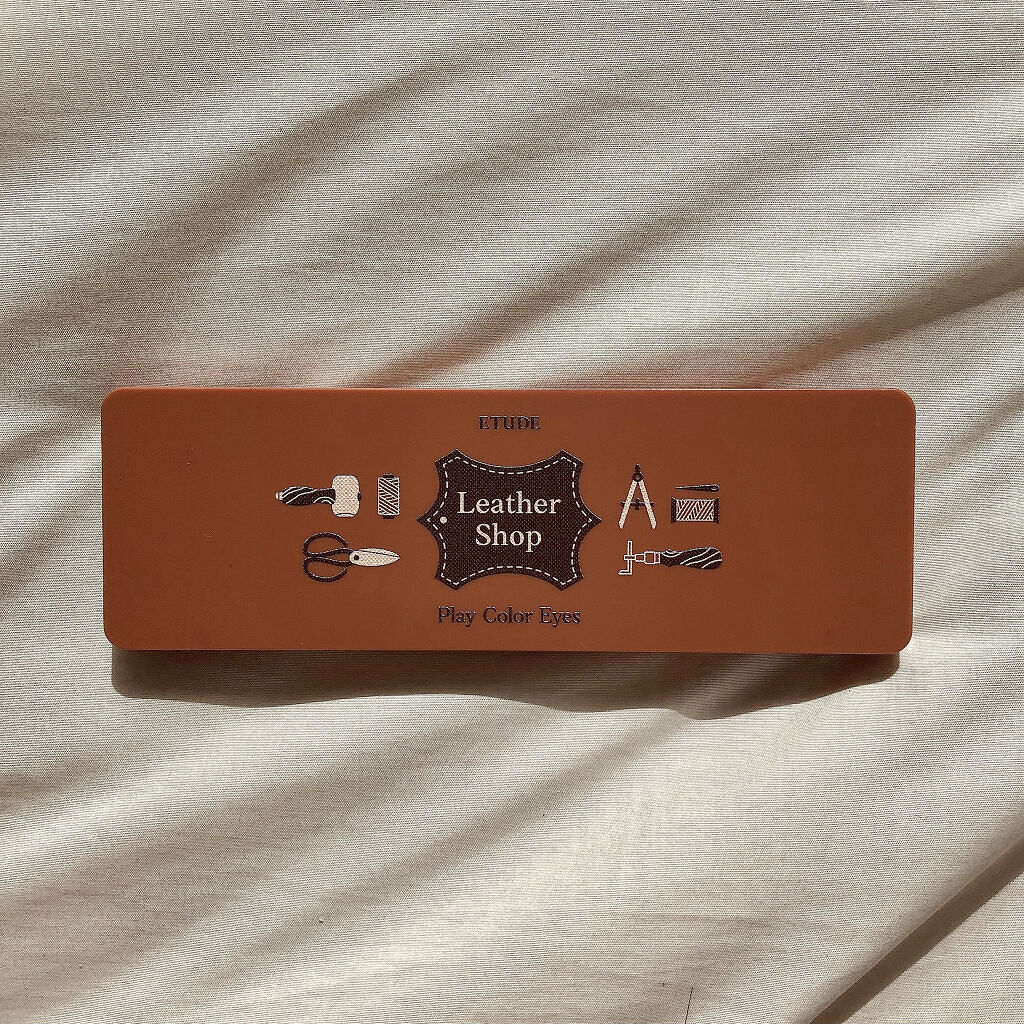 ETUDE
Leather
Shop
Play Color Eyes